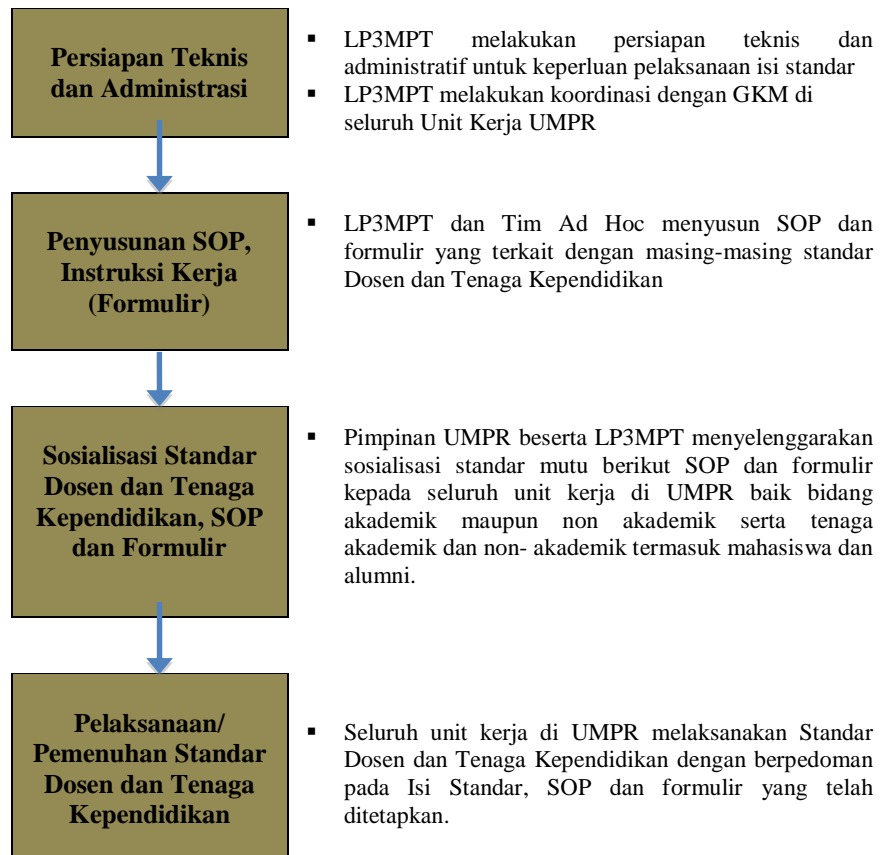 Persiapan Teknis
dan Administrasi
▪ LP3MPT melakukan persiapan teknis dan
administratif untuk keperluan pelaksanaan isi standar
▪ LP3MPT melakukan koordinasi dengan GKM di
seluruh Unit Kerja UMPR
Penyusunan SOP,
Instruksi Kerja
(Formulir)
▪ LP3MPT dan Tim Ad Hoc menyusun SOP dan
formulir yang terkait dengan masing-masing standar
Dosen dan Tenaga Kependidikan
Sosialisasi Standar
Dosen dan Tenaga
Kependidikan, SOP
dan Formulir
▪ Pimpinan UMPR beserta LP3MPT menyelenggarakan
sosialisasi standar mutu berikut SOP dan formulir
kepada seluruh unit kerja di UMPR baik bidang
akademik maupun non akademik serta tenaga
akademik dan non- akademik termasuk mahasiswa dan
alumni.
Pelaksanaan/
Pemenuhan Standar
Dosen dan Tenaga
Kependidikan
▪ Seluruh unit kerja di UMPR melaksanakan Standar
Dosen dan Tenaga Kependidikan dengan berpedoman
pada Isi Standar, SOP dan formulir yang telah
ditetapkan.